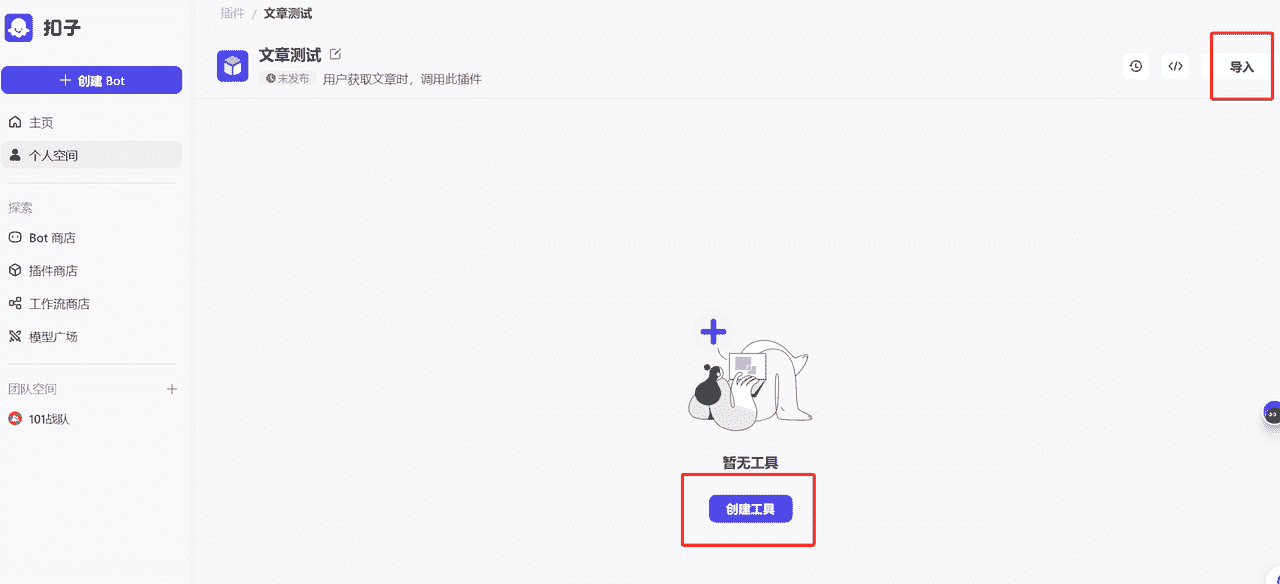 扣子
创建 Bot
主页
个人空间
探索
Bot 商店
插件商店
工作流商店
模型广场
团队空间
101战队
插件 / 文章测试
文章测试
未发布 用户获取文章时，调用此插件
导入
暂无工具
创建工具